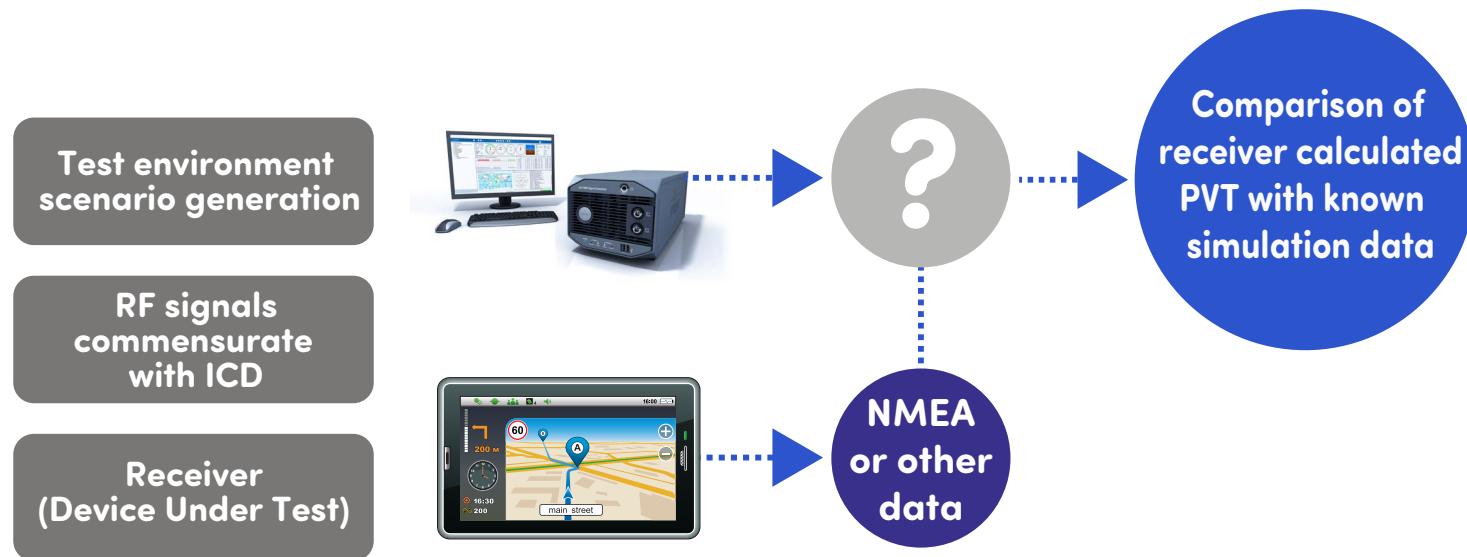 Test environment
scenario generation
RF signals
commensurate
with ICD
Receiver
(Device Under Test)
?
Comparison of
receiver calculated
PVT with known
simulation data
16:00
60
A
200 м
16:30
200
main street
NMEA
or other
data